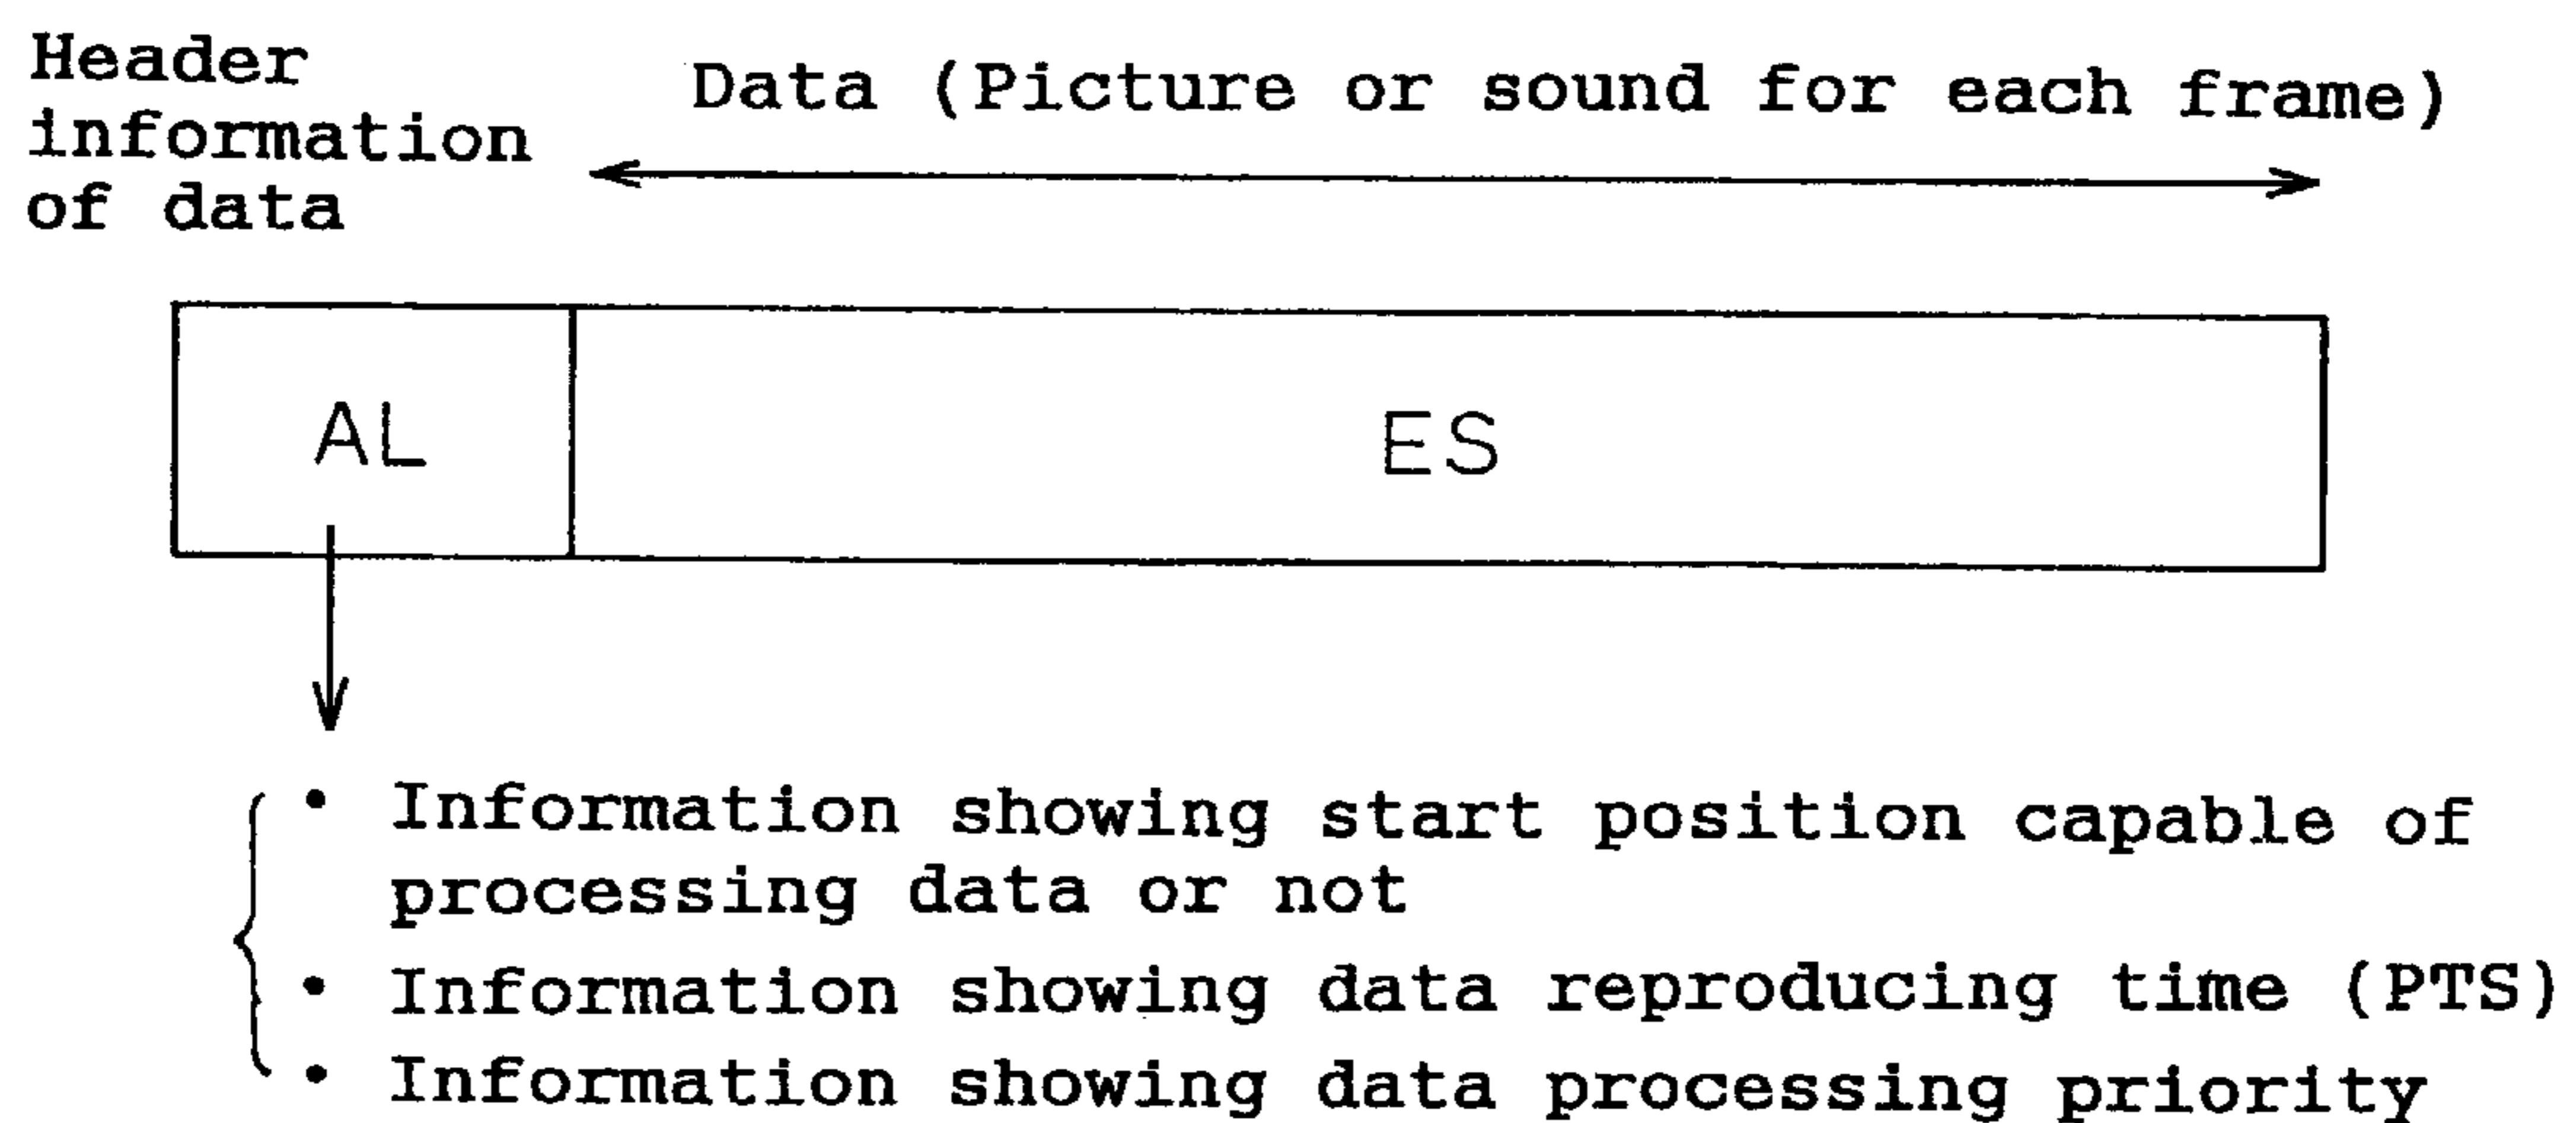 Header
information
of data
Data (Picture or sound for each frame)
AL
ES
• Information showing start position capable of
processing data or not
• Information showing data reproducing time (PTS)
• Information showing data processing priority